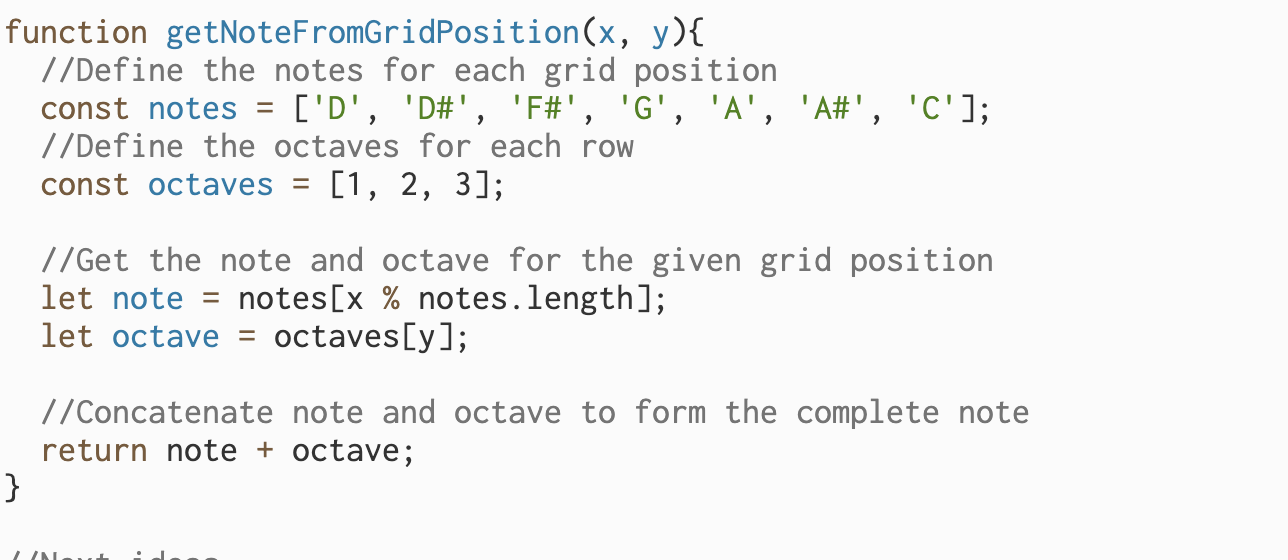 function getNoteFromGridPosition(x, y){
  //Define the notes for each grid position
  const notes = ['D', 'D#', 'F#', 'G', 'A', 'A#', 'C'];
  //Define the octaves for each row
  const octaves = [1, 2, 3];

  //Get the note and octave for the given grid position
  let note = notes[x % notes.length];
  let octave = octaves[y];

  //Concatenate note and octave to form the complete note
  return note + octave;
}

//Next ideas